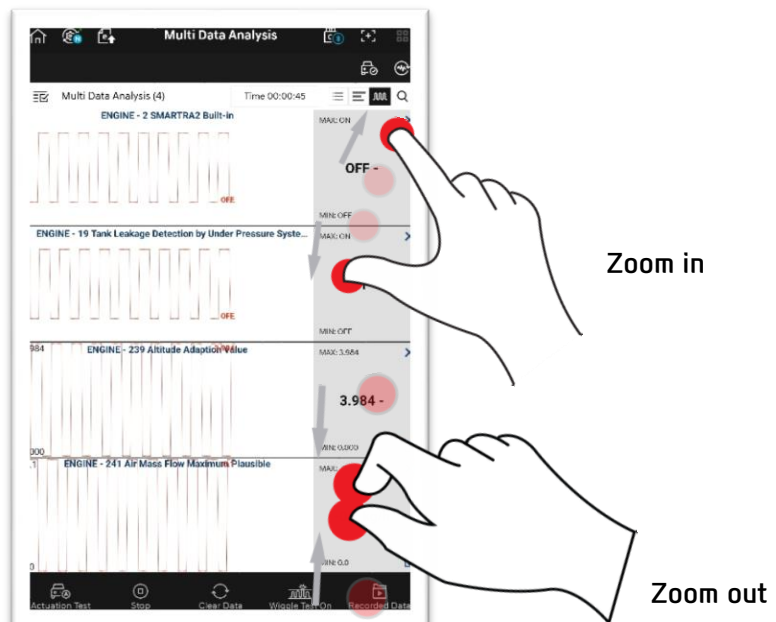 Multi Data Analysis
Multi Data Analysis (4) Time 00:00:45
ENGINE - 2 SMARTRA2 Built-in
MAX: ON
OFF -
OFF
MIN: OFF
ENGINE - 19 Tank Leakage Detection by Under Pressure Syste...
MAX: ON
OFF
MIN: OFF
984 ENGINE - 239 Altitude Adaption Value
MAX: 3.984
3.984 -
000
MIN: 0.000
.1 ENGINE - 241 Air Mass Flow Maximum Plausible
MAX:
0
MIN: 0.0
Actuation Test Stop Clear Data Wiggle Test On Recorded Data
Zoom in
Zoom out